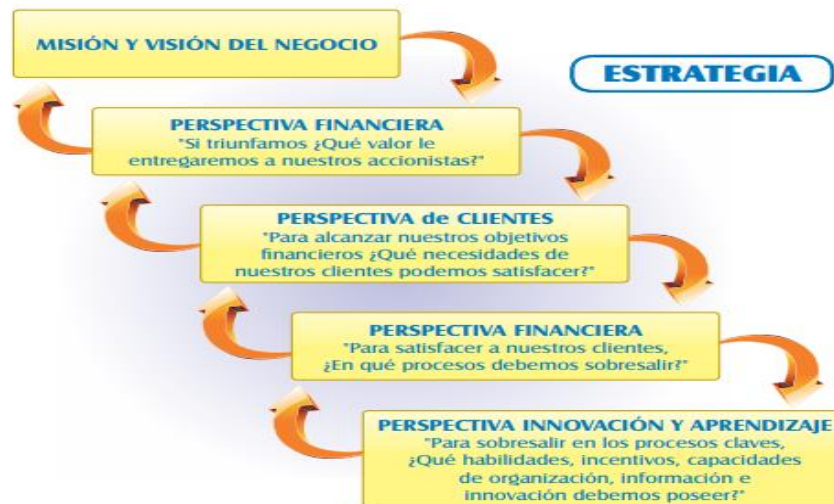 MISIÓN Y VISIÓN DEL NEGOCIO
ESTRATEGIA
PERSPECTIVA FINANCIERA
"Si triunfamos ¿Qué valor le
entregaremos a nuestros accionistas?"
PERSPECTIVA de CLIENTES
"Para alcanzar nuestros objetivos
financieros ¿Qué necesidades de
nuestros clientes podemos satisfacer?"
PERSPECTIVA FINANCIERA
"Para satisfacer a nuestros clientes,
¿En qué procesos debemos sobresalir?"
PERSPECTIVA INNOVACIÓN Y APRENDIZAJE
"Para sobresalir en los procesos claves,
¿Qué habilidades, incentivos, capacidades
de organización, información e
innovación debemos poseer?"